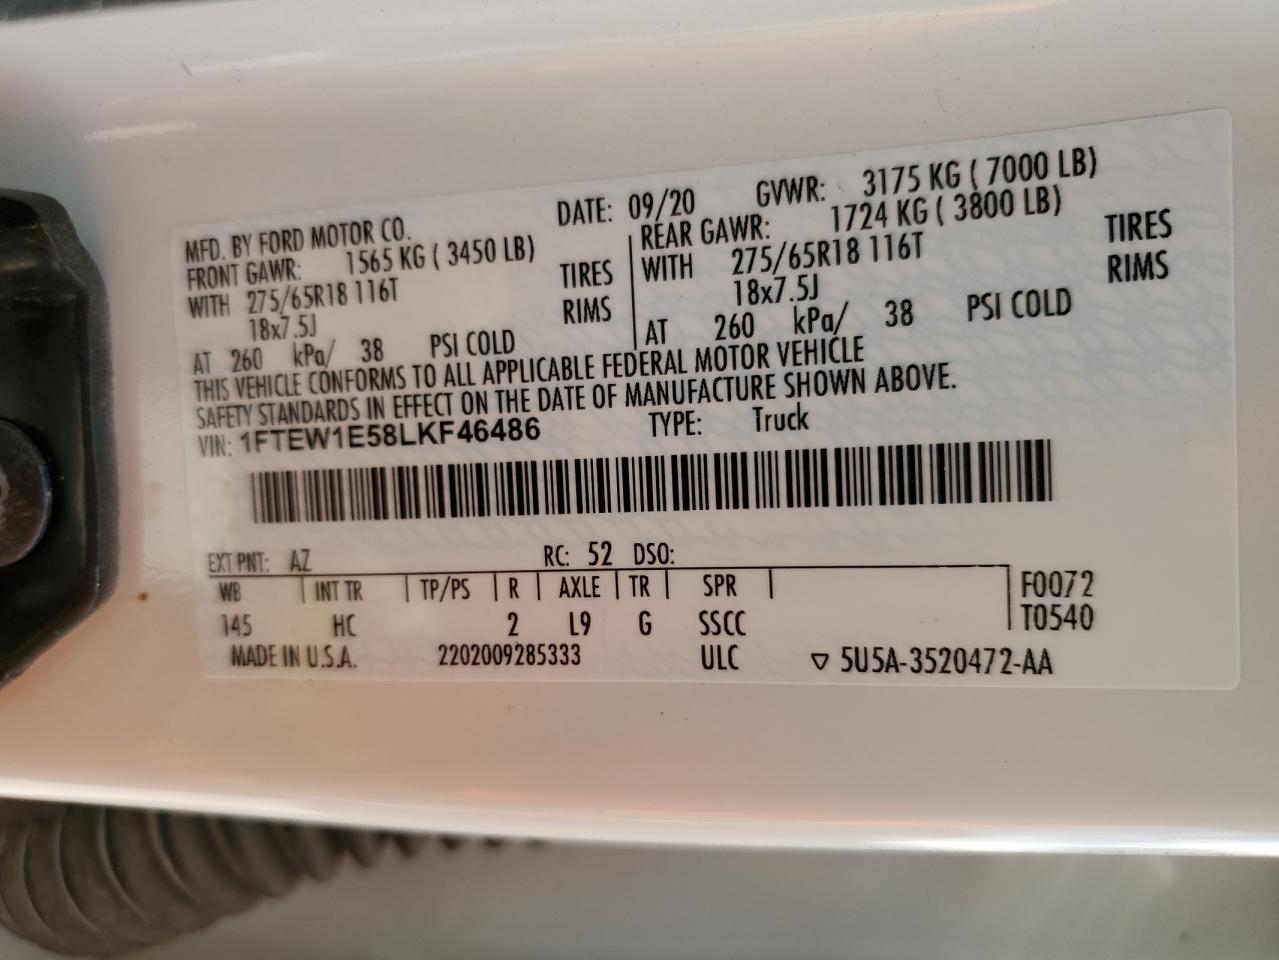 MFD. BY FORD MOTOR CO. DATE: 09/20 GVWR: 3175 KG ( 7000 LB)
FRONT GAWR: 1565 KG ( 3450 LB) REAR GAWR: 1724 KG ( 3800 LB)
WITH 275/65R18 116T TIRES WITH 275/65R18 116T TIRES
18x7.5J RIMS 18x7.5J RIMS
AT 260 kPa/ 38 PSI COLD AT 260 kPa/ 38 PSI COLD
THIS VEHICLE CONFORMS TO ALL APPLICABLE FEDERAL MOTOR VEHICLE
SAFETY STANDARDS IN EFFECT ON THE DATE OF MANUFACTURE SHOWN ABOVE.
VIN: 1FTEW1E58LKF46486 TYPE: Truck
EXT PNT: AZ RC: 52 DSO:
WB INT TR TP/PS R AXLE TR SPR F0072
145 HC 2 L9 G SSCC T0540
MADE IN U.S.A. 2202009285333 ULC ▽ 5U5A-3520472-AA